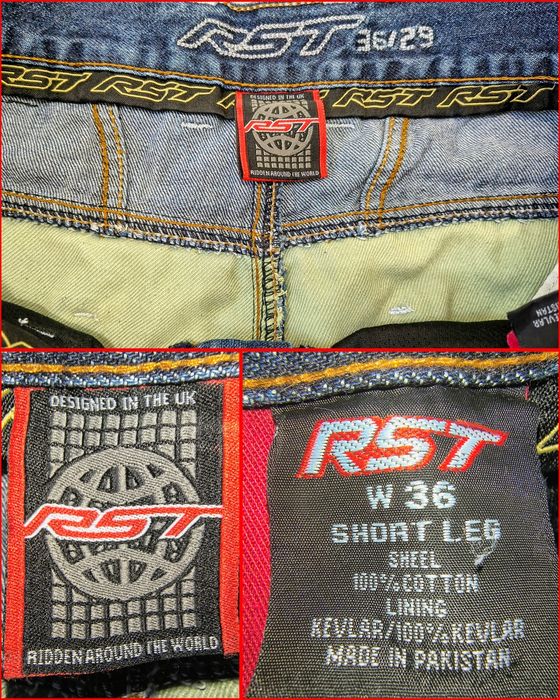 RST 36/29
RST RST R RST RST
DESIGNED IN THE UK
RST
RIDDEN AROUND THE WORLD
KEVLAR
DESIGNED IN THE UK
RST
RIDDEN AROUND THE WORLD
RST
W 36
SHORT LEG
SHEEL
100%COTTON
LINING
KEVLAR/100%KEVLAR
MADE IN PAKISTAN